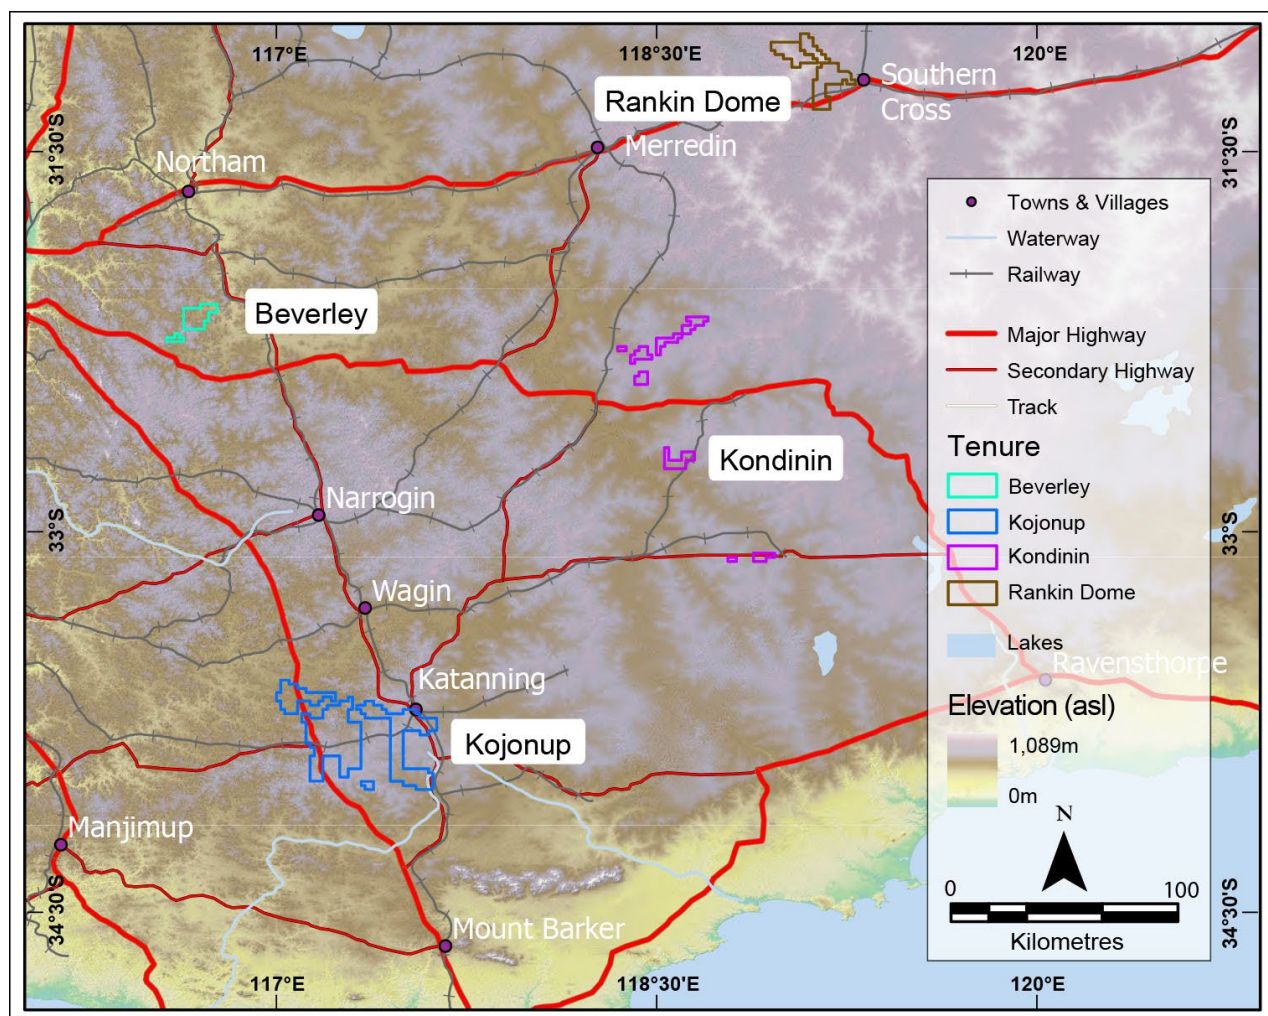 117°E
118°30'E
120°E
Southern
Cross
Rankin Dome
Merredin
31°30'S
31°30'S
Northam
Towns & Villages
Waterway
Railway
Beverley
Major Highway
Secondary Highway
Track
Tenure
Kondinin
Beverley
Narrogin
Kojonup
33°S
33°S
Kondinin
Wagin
Rankin Dome
Lakes
Ravensthorpe
Katanning
Elevation (asl)
Kojonup
1,089m
0m
N
Manjimup
0
100
34°30'S
34°30'S
Mount Barker
Kilometres
117°E
118°30'E
120°E